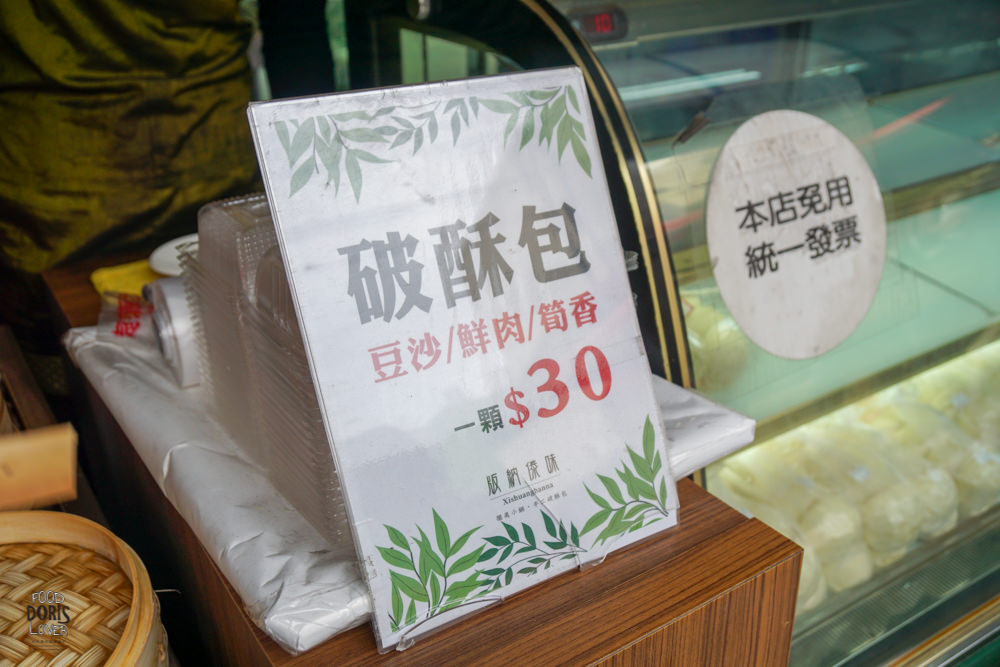 破酥包
豆沙/鮮肉/筍香
一顆$30
版納傣味
Xishuangbanna
本店免用
統一發票
10
FOOD
DORIS
LOVER